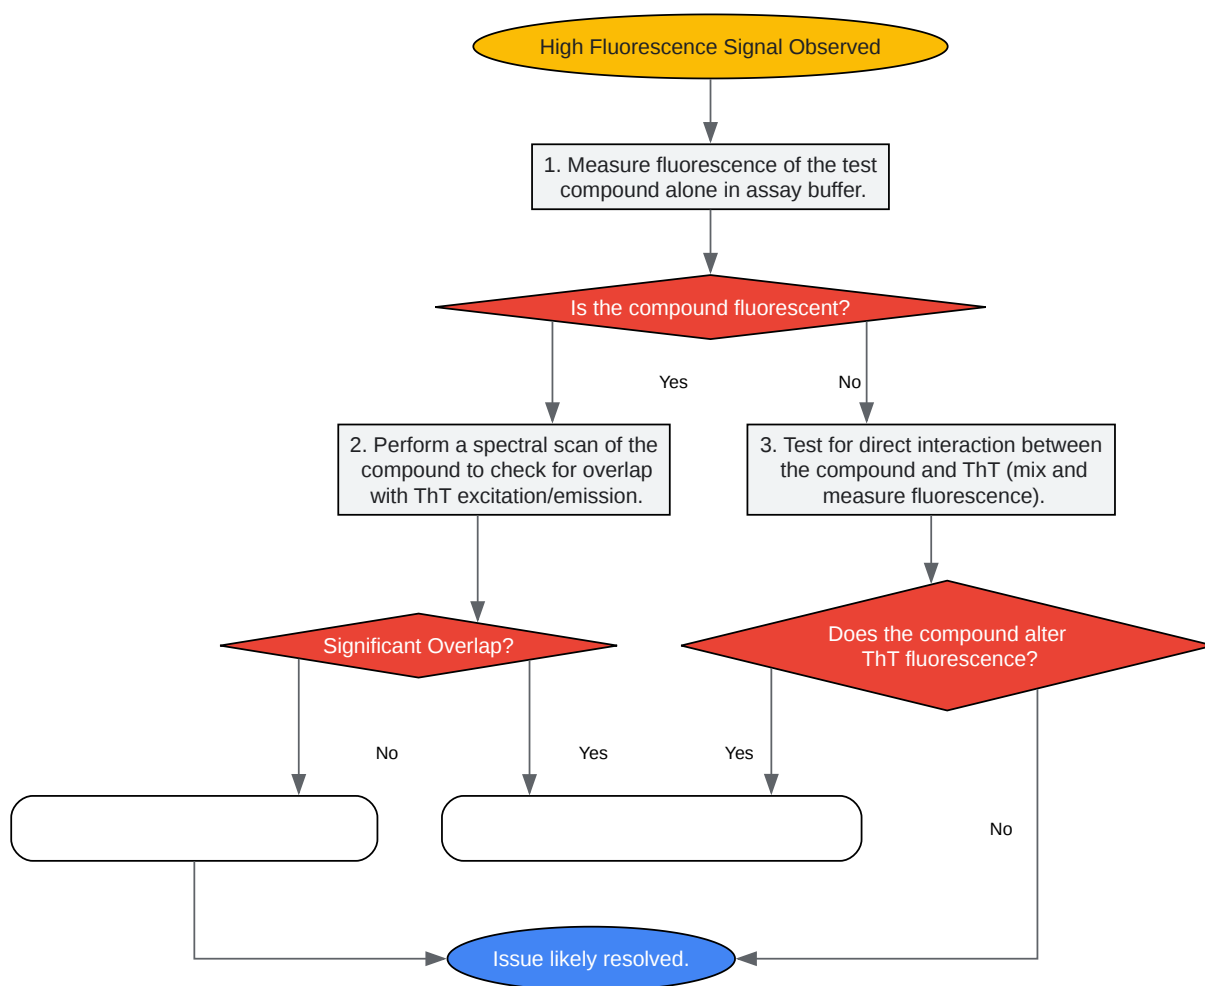 High Fluorescence Signal Observed
1. Measure fluorescence of the test
compound alone in assay buffer.
Is the compound fluorescent?
Yes
No
2. Perform a spectral scan of the
compound to check for overlap
with ThT excitation/emission.
3. Test for direct interaction between
the compound and ThT (mix and
measure fluorescence).
Significant Overlap?
Does the compound alter
ThT fluorescence?
No
Yes
Yes
No
Issue likely resolved.